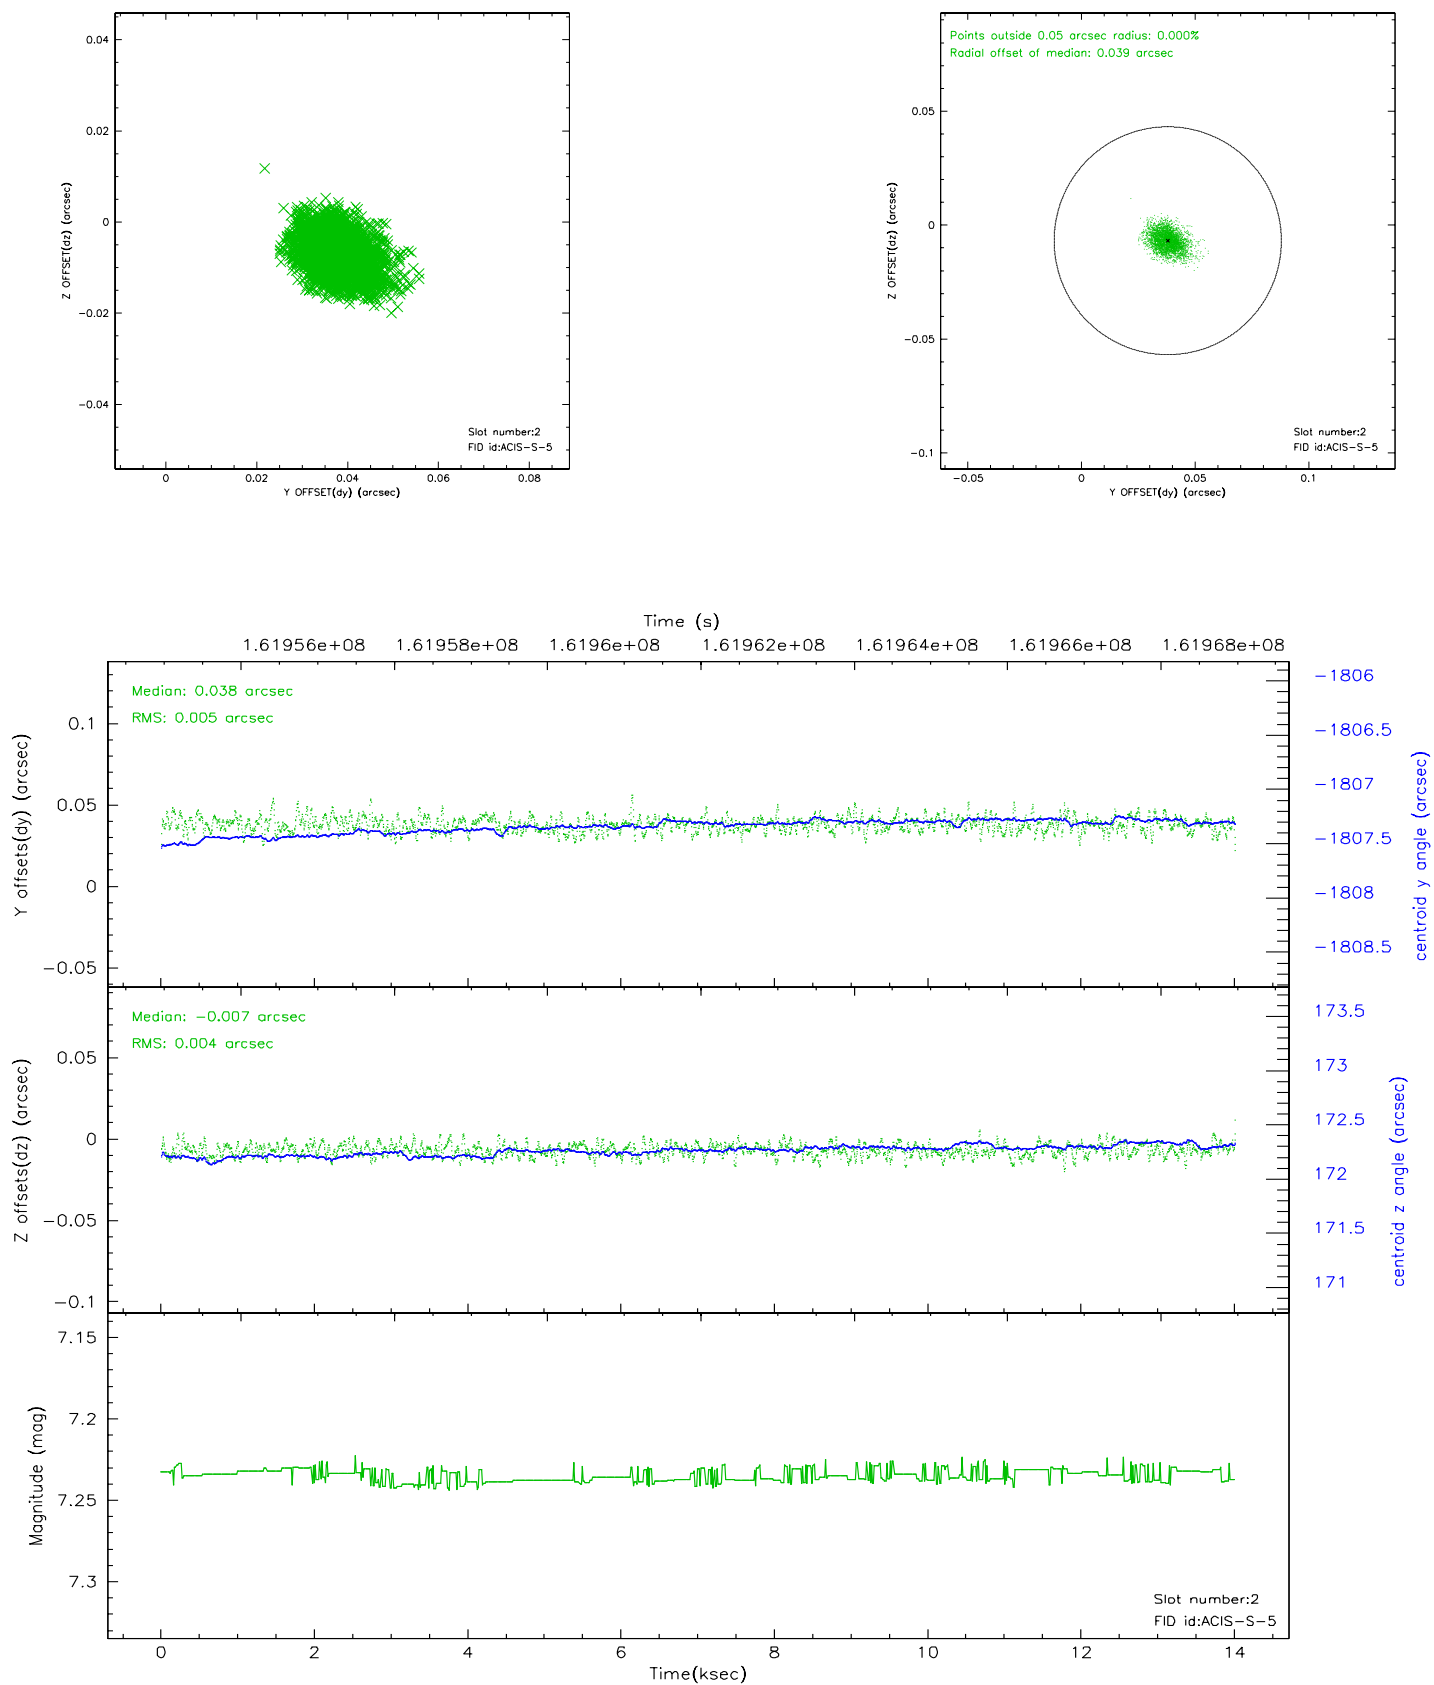 0.04
0.02
0
-0.02
-0.04
Z OFFSET(dz) (arcsec)
Slot number:2
FID id:ACIS-S-5
0
0.02
0.04
0.06
0.08
Y OFFSET(dy) (arcsec)
Points outside 0.05 arcsec radius: 0.000%
Radial offset of median: 0.039 arcsec
0.05
0
-0.05
-0.1
Z OFFSET(dz) (arcsec)
Slot number:2
FID id:ACIS-S-5
-0.05
0
0.05
0.1
Y OFFSET(dy) (arcsec)
Time (s)
1.61956e+08
1.61958e+08
1.6196e+08
1.61962e+08
1.61964e+08
1.61966e+08
1.61968e+08
Median: 0.038 arcsec
RMS: 0.005 arcsec
0.1
0.05
0
-0.05
Y offsets(dy) (arcsec)
-1806
-1806.5
-1807
-1807.5
-1808
-1808.5
centroid y angle (arcsec)
Median: -0.007 arcsec
RMS: 0.004 arcsec
0.05
0
-0.05
-0.1
Z offsets(dz) (arcsec)
173.5
173
172.5
172
171.5
171
centroid z angle (arcsec)
7.15
7.2
7.25
7.3
Magnitude (mag)
Slot number:2
FID id:ACIS-S-5
0
2
4
6
8
10
12
14
Time(ksec)